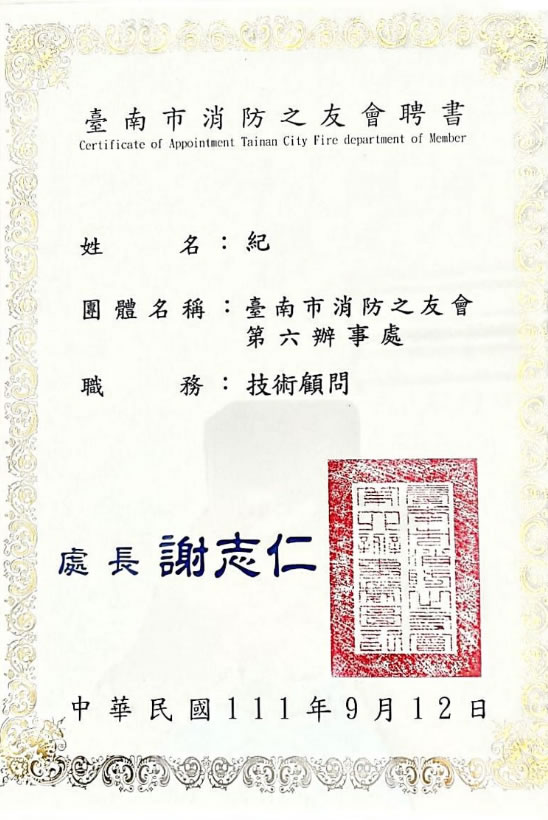 臺南市消防之友會聘書
Certificate of Appointment Tainan City Fire department of Member
姓名：紀
團體名稱：臺南市消防之友會
第六辦事處
職務：技術顧問
處長 謝志仁
中華民國111年9月12日